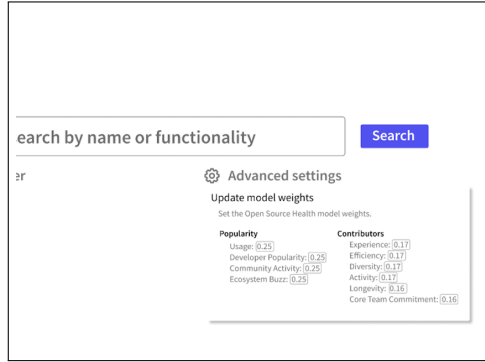 earch by name or functionality
Search
er
Advanced settings
Update model weights
Set the Open Source Health model weights.
Popularity
Usage: 0.25
Developer Popularity: 0.25
Community Activity: 0.25
Ecosystem Buzz: 0.25
Contributors
Experience: 0.17
Efficiency: 0.17
Diversity: 0.17
Activity: 0.17
Longevity: 0.16
Core Team Commitment: 0.16